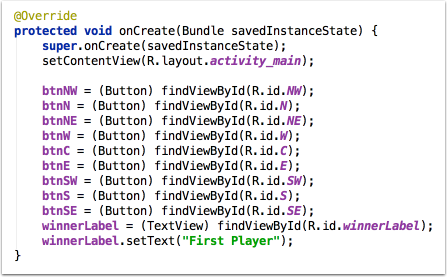 @Override
protected void onCreate(Bundle savedInstanceState) {
    super.onCreate(savedInstanceState);
    setContentView(R.layout.activity_main);

    btnNW = (Button) findViewById(R.id.NW);
    btnN = (Button) findViewById(R.id.N);
    btnNE = (Button) findViewById(R.id.NE);
    btnW = (Button) findViewById(R.id.W);
    btnC = (Button) findViewById(R.id.C);
    btnE = (Button) findViewById(R.id.E);
    btnSW = (Button) findViewById(R.id.SW);
    btnS = (Button) findViewById(R.id.S);
    btnSE = (Button) findViewById(R.id.SE);
    winnerLabel = (TextView) findViewById(R.id.winnerLabel);
    winnerLabel.setText("First Player");
}